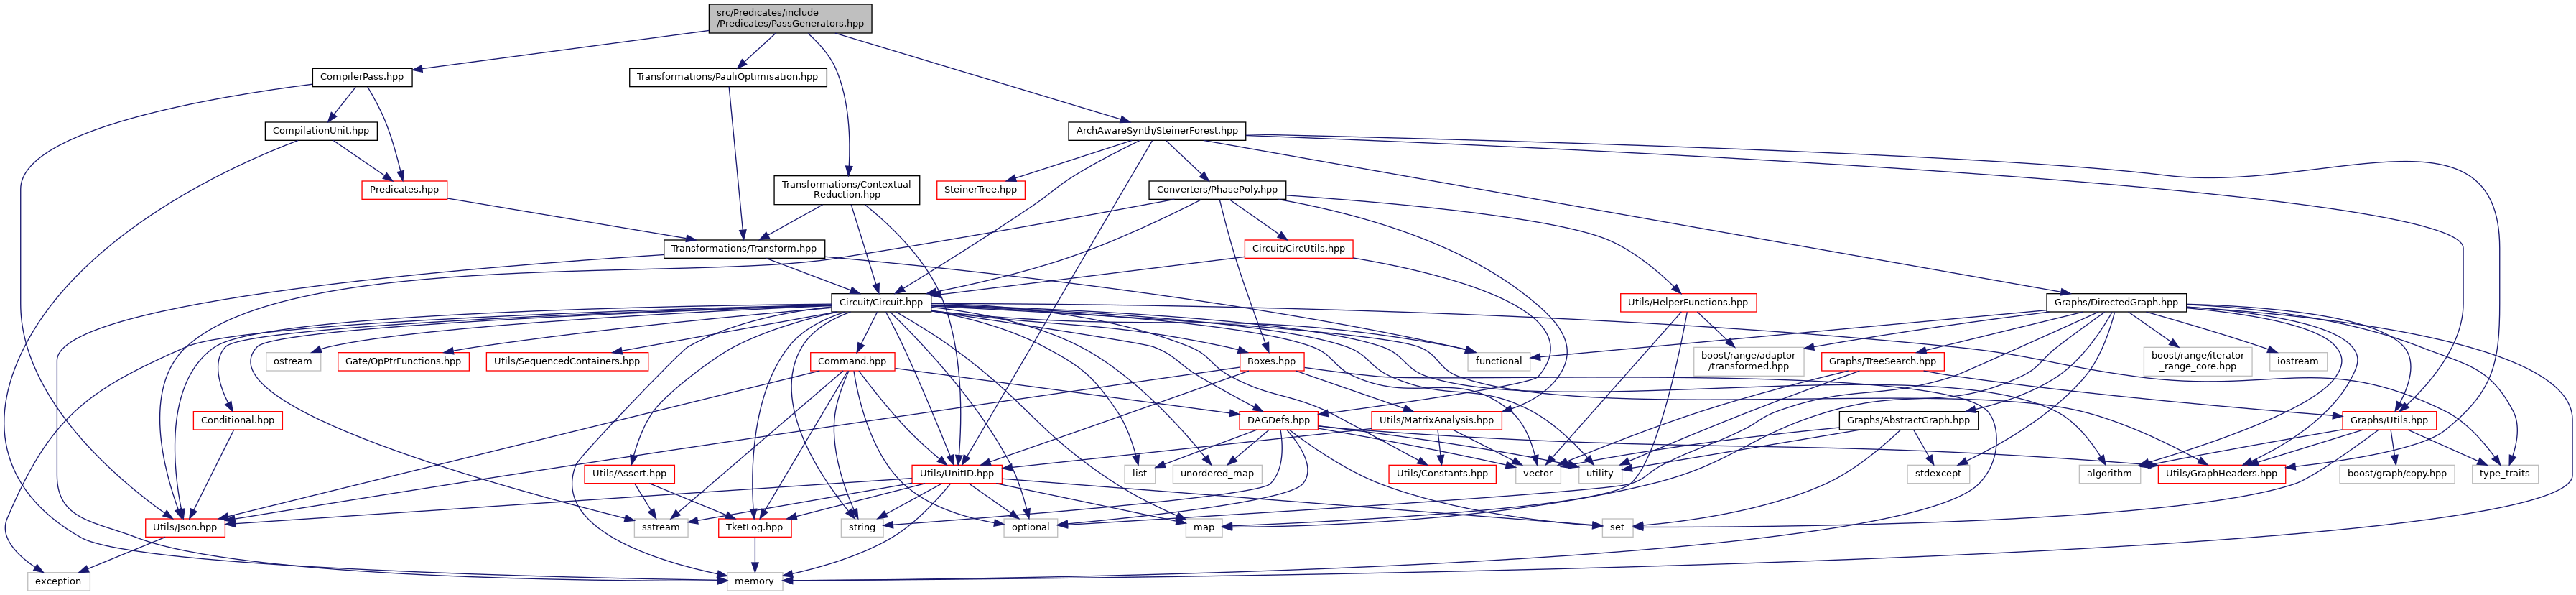 src/Predicates/include
/Predicates/PassGenerators.hpp
CompilerPass.hpp
Transformations/PauliOptimisation.hpp
CompilationUnit.hpp
ArchAwareSynth/SteinerForest.hpp
Predicates.hpp
Transformations/Contextual
Reduction.hpp
SteinerTree.hpp
Converters/PhasePoly.hpp
Transformations/Transform.hpp
Circuit/CircUtils.hpp
Circuit/Circuit.hpp
Utils/HelperFunctions.hpp
Graphs/DirectedGraph.hpp
ostream
Gate/OpPtrFunctions.hpp
Utils/SequencedContainers.hpp
Command.hpp
Boxes.hpp
functional
boost/range/adaptor
/transformed.hpp
Graphs/TreeSearch.hpp
boost/range/iterator
_range_core.hpp
iostream
Conditional.hpp
DAGDefs.hpp
Utils/MatrixAnalysis.hpp
Graphs/AbstractGraph.hpp
Graphs/Utils.hpp
Utils/Assert.hpp
Utils/UnitID.hpp
list
unordered_map
Utils/Constants.hpp
vector
utility
stdexcept
algorithm
Utils/GraphHeaders.hpp
boost/graph/copy.hpp
type_traits
Utils/Json.hpp
sstream
TketLog.hpp
string
optional
map
set
exception
memory